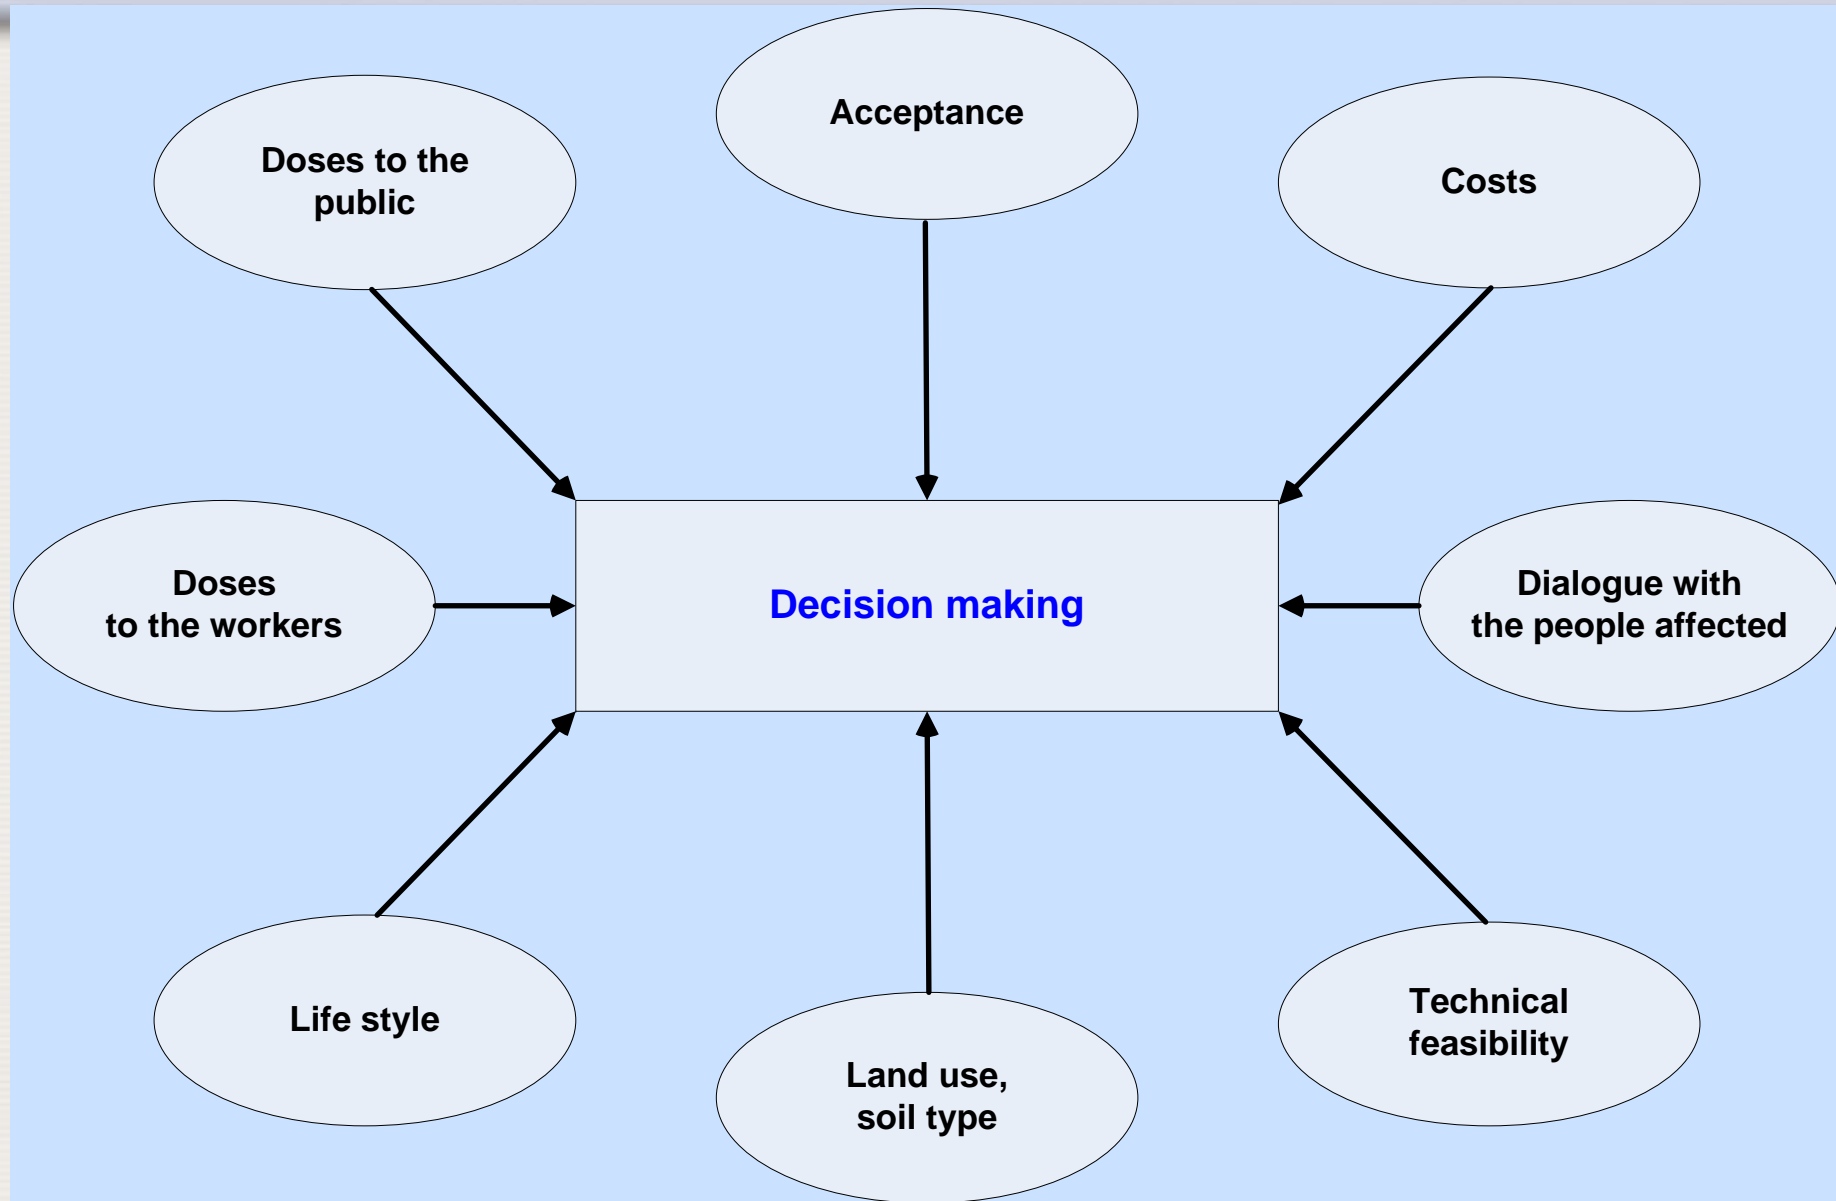 Acceptance
Doses to the
public
Costs
Doses
to the workers
Decision making
Dialogue with
the people affected
Life style
Land use,
soil type
Technical
feasibility